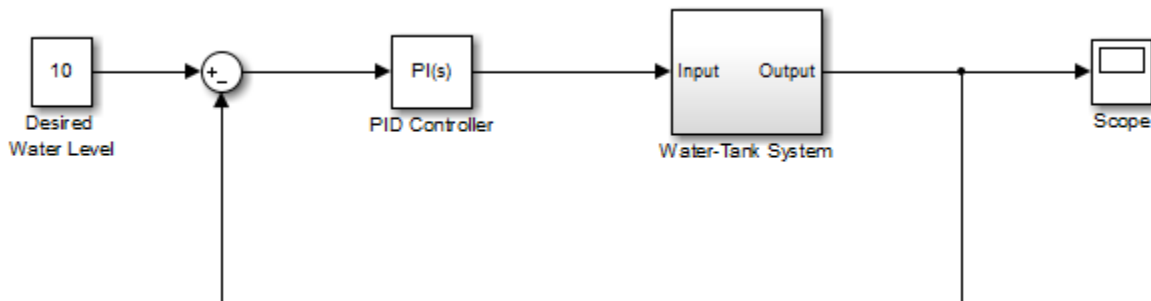 10
+
-
PI(s)
Input
Output
Desired
Water Level
PID Controller
Water-Tank System
Scope